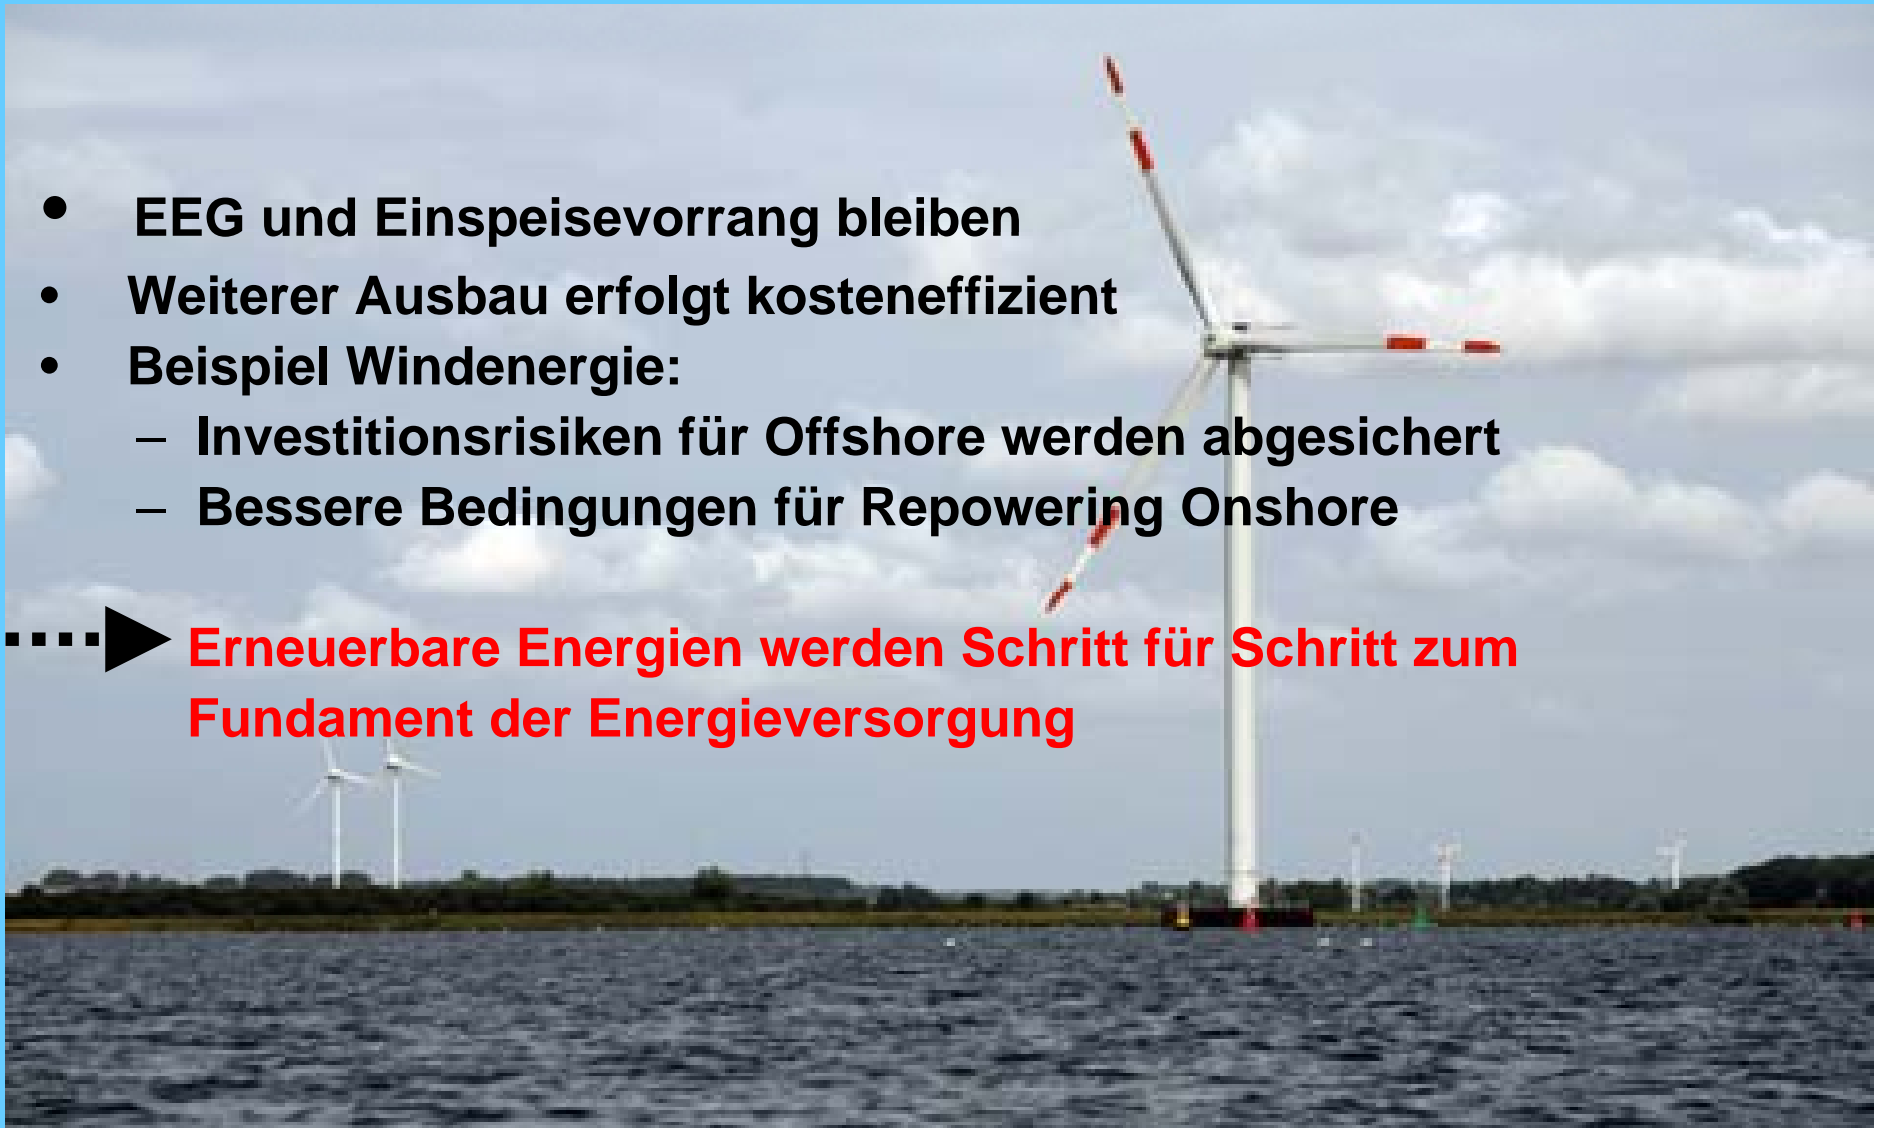 • EEG und Einspeisevorrang bleiben
• Weiterer Ausbau erfolgt kosteneffizient
• Beispiel Windenergie:
– Investitionsrisiken für Offshore werden abgesichert
– Bessere Bedingungen für Repowering Onshore
Erneuerbare Energien werden Schritt für Schritt zum
Fundament der Energieversorgung